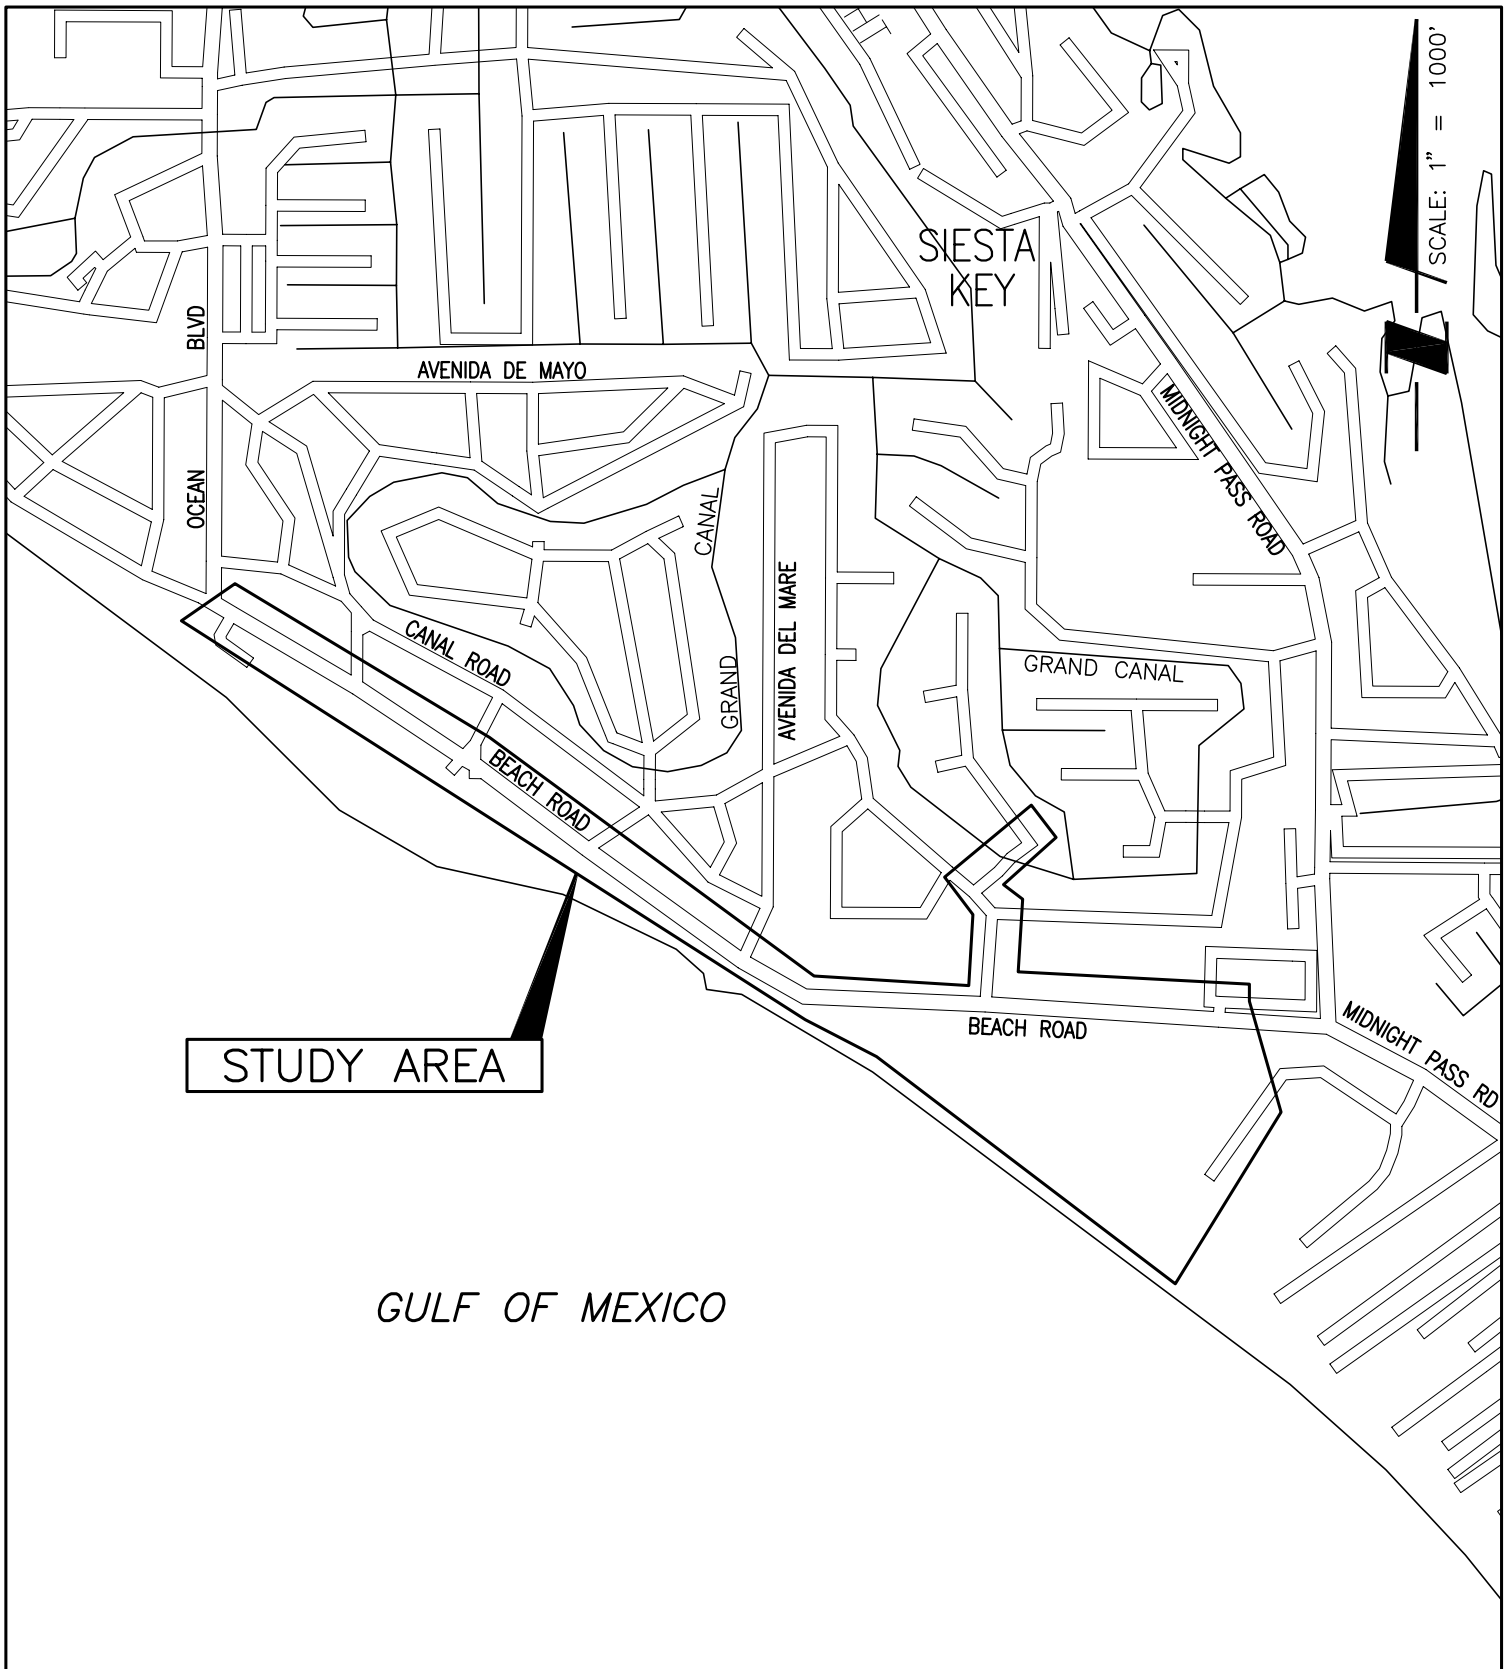 SCALE: 1" = 1000'
SIESTA
KEY
BLVD
AVENIDA DE MAYO
MIDNIGHT PASS ROAD
OCEAN
CANAL
AVENIDA DEL MARE
CANAL ROAD
GRAND
GRAND CANAL
BEACH ROAD
BEACH ROAD
MIDNIGHT PASS RD
STUDY AREA
GULF OF MEXICO